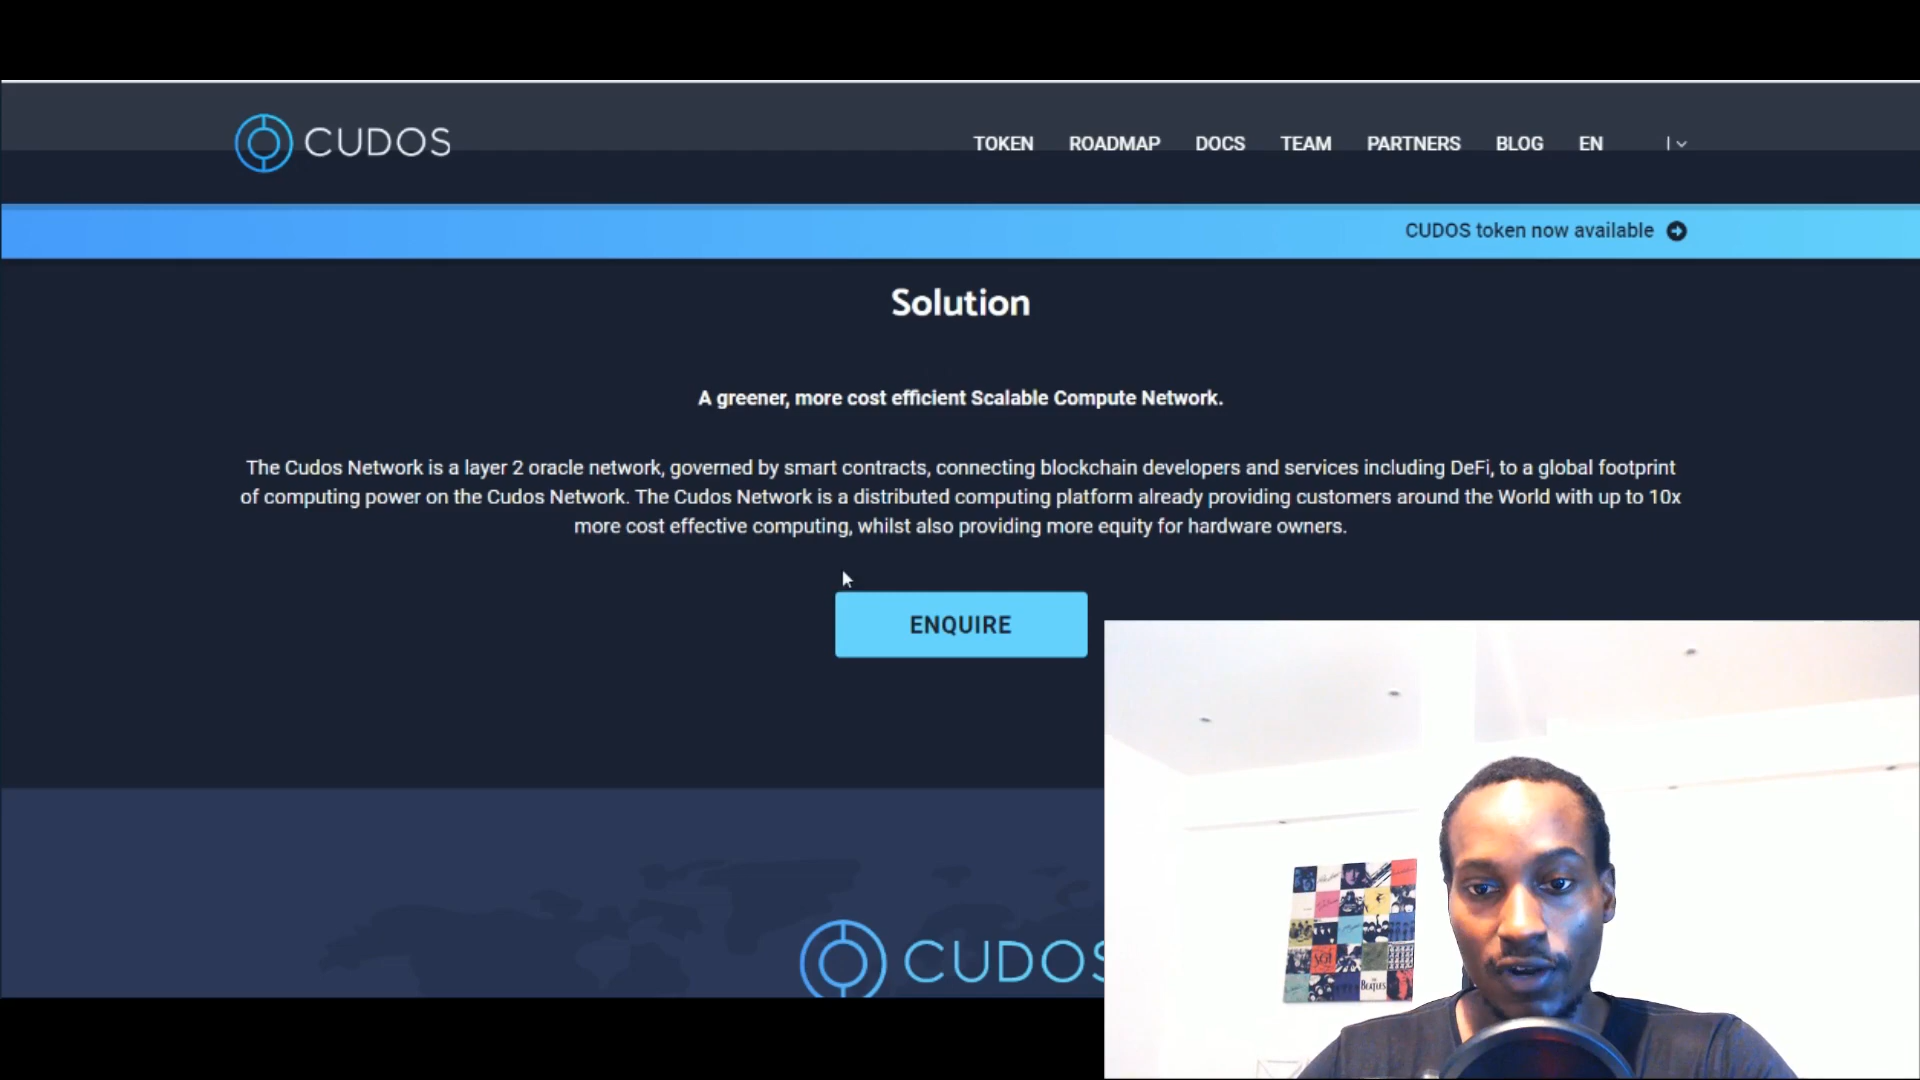 CUDOS
TOKEN ROADMAP DOCS TEAM PARTNERS BLOG EN
CUDOS token now available
Solution
A greener, more cost efficient Scalable Compute Network.
The Cudos Network is a layer 2 oracle network, governed by smart contracts, connecting blockchain developers and services including DeFi, to a global footprint
of computing power on the Cudos Network. The Cudos Network is a distributed computing platform already providing customers around the World with up to 10x
more cost effective computing, whilst also providing more equity for hardware owners.
ENQUIRE
CUDOS
SGT
BEATLES